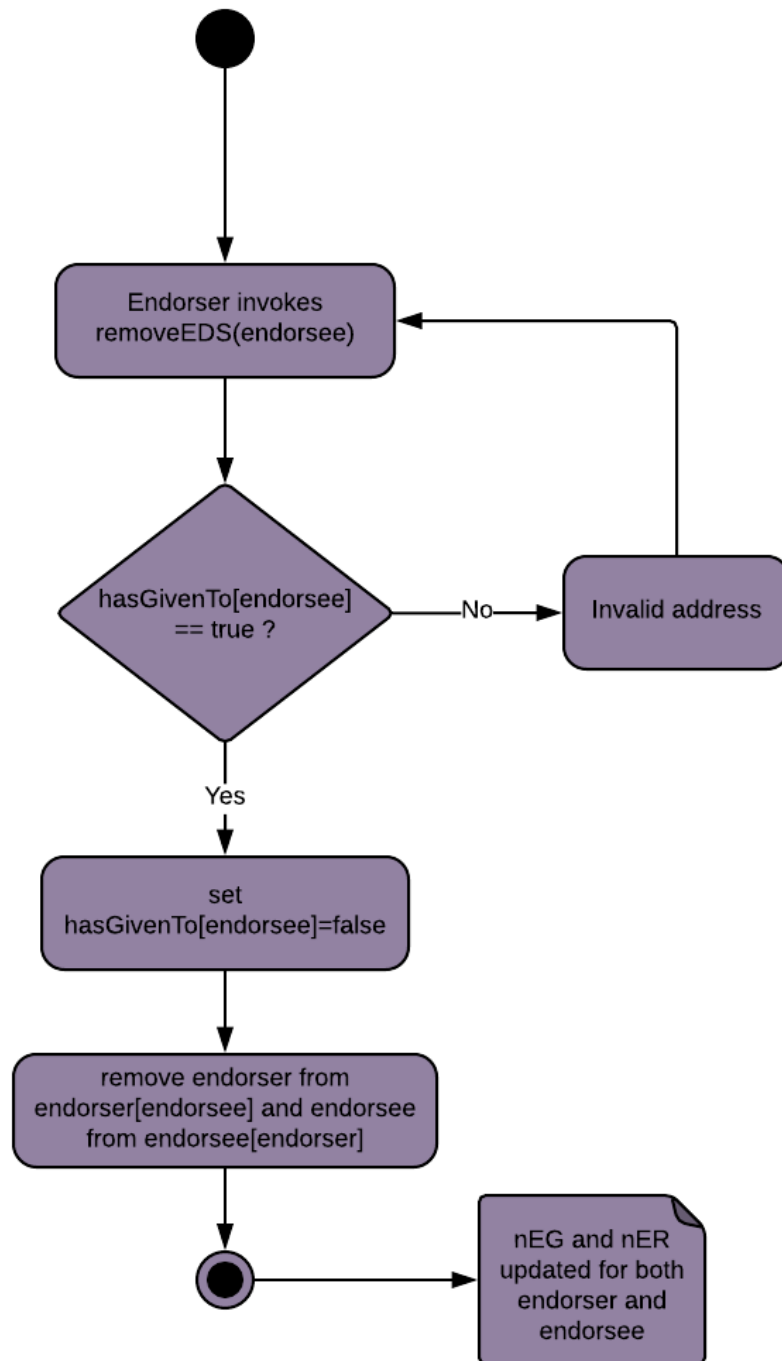 Endorser invokes
removeEDS(endorsee)
hasGivenTo[endorsee]
== true ?
No
Invalid address
Yes
set
hasGivenTo[endorsee]=false
remove endorser from
endorser[endorsee] and endorsee
from endorsee[endorser]
nEG and nER
updated for both
endorser and
endorsee